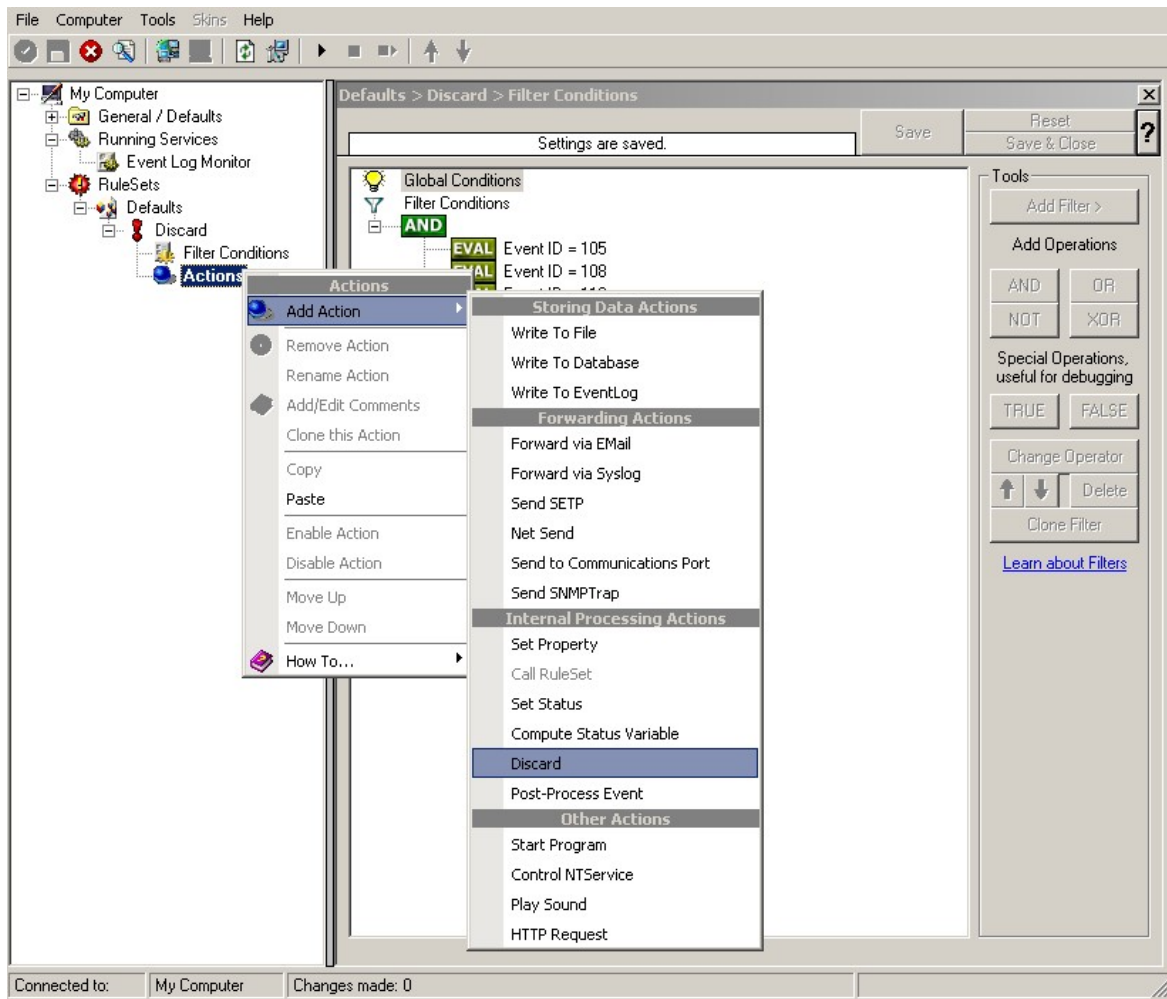 File Computer Tools Skins Help
My Computer
General / Defaults
Running Services
Event Log Monitor
RuleSets
Defaults
Discard
Filter Conditions
Actions
Defaults > Discard > Filter Conditions
Settings are saved.
Save
Reset
Save & Close
?
Global Conditions
Filter Conditions
AND
EVAL Event ID = 105
EVAL Event ID = 108
Actions
Add Action
Remove Action
Rename Action
Add/Edit Comments
Clone this Action
Copy
Paste
Enable Action
Disable Action
Move Up
Move Down
How To...
Storing Data Actions
Write To File
Write To Database
Write To EventLog
Forwarding Actions
Forward via EMail
Forward via Syslog
Send SETP
Net Send
Send to Communications Port
Send SNMPTrap
Internal Processing Actions
Set Property
Call RuleSet
Set Status
Compute Status Variable
Discard
Post-Process Event
Other Actions
Start Program
Control NTService
Play Sound
HTTP Request
Tools
Add Filter >
Add Operations
AND OR
NOT XOR
Special Operations,
useful for debugging
TRUE FALSE
Change Operator
Delete
Clone Filter
Learn about Filters
Connected to: My Computer Changes made: 0